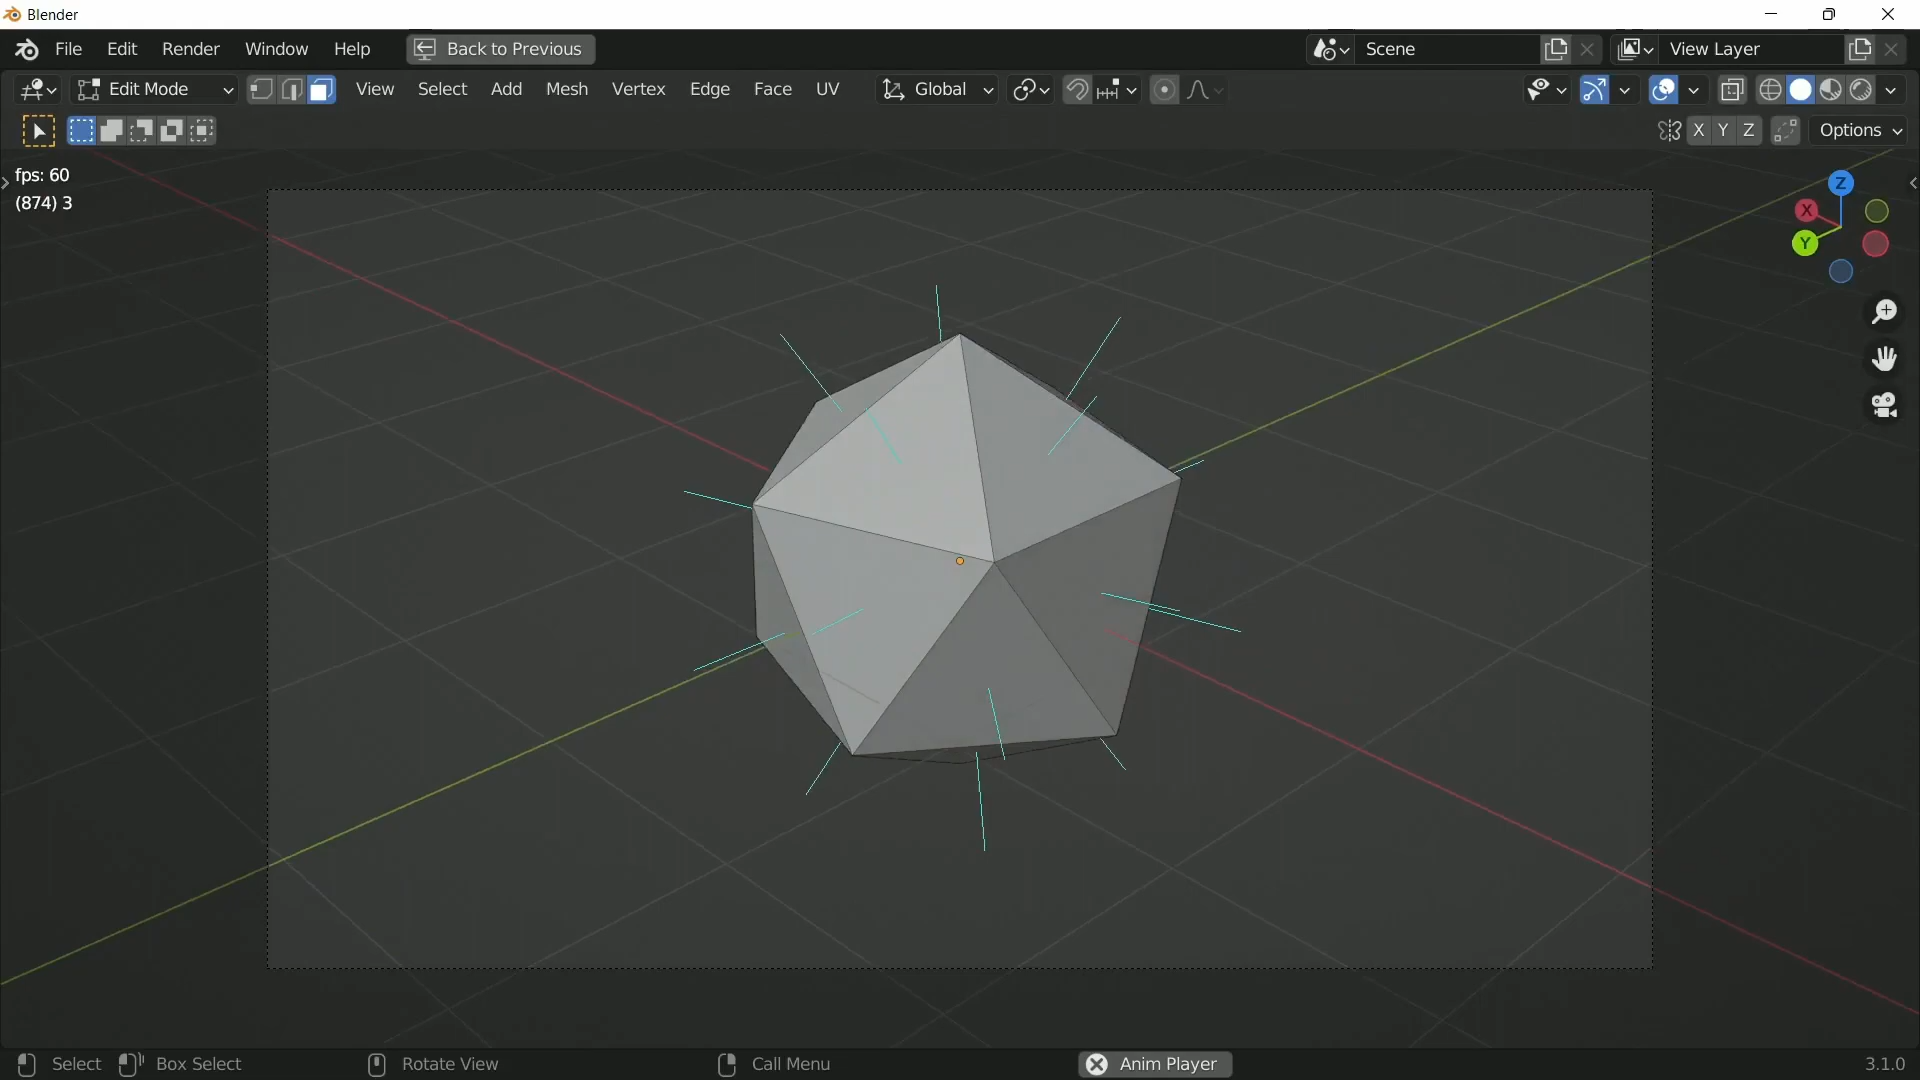 Blender
File Edit Render Window Help Back to Previous Scene View Layer
Edit Mode View Select Add Mesh Vertex Edge Face UV Global
X Y Z Options
fps: 60
(874) 3
Z
X
Y
Select Box Select Rotate View Call Menu Anim Player 3.1.0